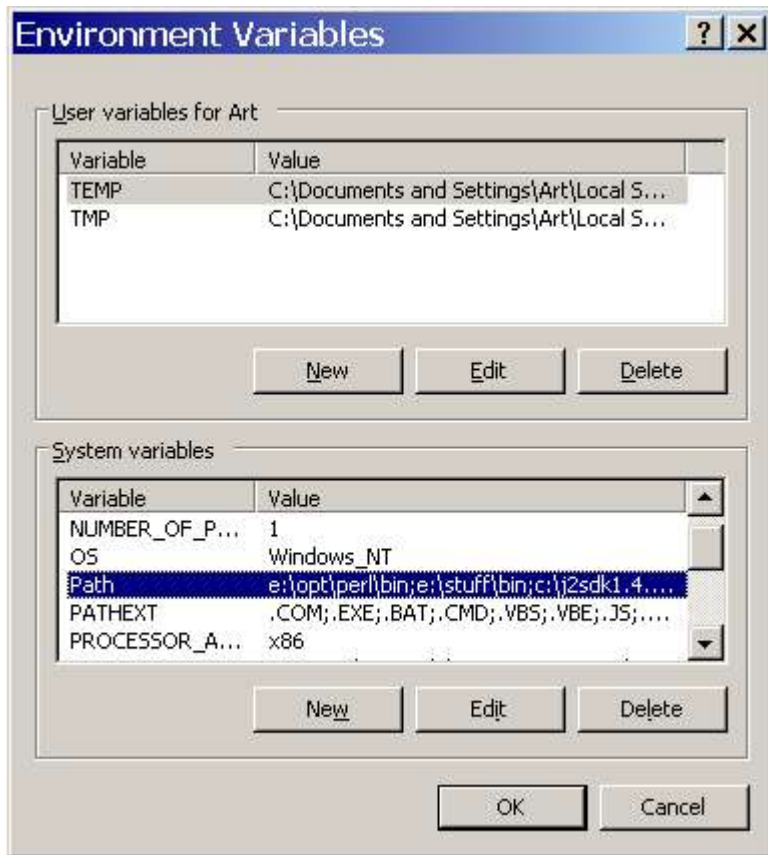 Environment Variables
User variables for Art
Variable Value
TEMP C:\Documents and Settings\Art\Local S...
TMP C:\Documents and Settings\Art\Local S...
New Edit Delete
System variables
Variable Value
NUMBER_OF_P... 1
OS Windows_NT
Path e:\opt\perl\bin;e:\stuff\bin;c:\j2sdk1.4....
PATHEXT .COM;.EXE;.BAT;.CMD;.VBS;.VBE;.JS;....
PROCESSOR_A... x86
New Edit Delete
OK Cancel